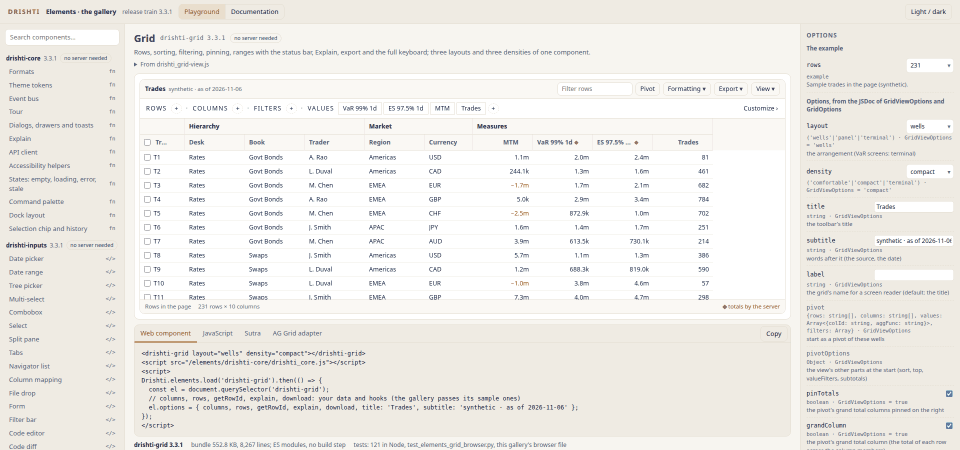 DRISHTI Elements · the gallery release train 3.3.1 Playground Documentation Light / dark
Search components...
drishti-core 3.3.1 no server needed
Formats fn
Theme tokens fn
Event bus fn
Tour fn
Dialogs, drawers and toasts fn
Explain fn
API client fn
Accessibility helpers fn
States: empty, loading, error, stale fn
Command palette fn
Dock layout fn
Selection chip and history fn
drishti-inputs 3.3.1 no server needed
Date picker </>
Date range </>
Tree picker </>
Multi-select </>
Combobox </>
Select </>
Split pane </>
Tabs </>
Navigator list </>
Column mapping </>
File drop </>
Form </>
Filter bar </>
Code editor </>
Code diff </>
Grid drishti-grid 3.3.1 no server needed
Rows, sorting, filtering, pinning, ranges with the status bar, Explain, export and the full keyboard; three layouts and three densities of one component.
▸ From drishti_grid-view.js
Trades synthetic · as of 2026-11-06 Filter rows Pivot Formatting ▾ Export ▾ View ▾
ROWS + · COLUMNS + · FILTERS + · VALUES VaR 99% 1d ES 97.5% 1d MTM Trades + Customize ›
Hierarchy Market Measures
Tr... Desk Book Trader Region Currency MTM VaR 99% 1d ◆ ES 97.5% ... ◆ Trades
T1 Rates Govt Bonds A. Rao Americas USD 1.1m 2.0m 2.4m 81
T2 Rates Govt Bonds L. Duval Americas CAD 244.1k 1.3m 1.6m 461
T3 Rates Govt Bonds M. Chen EMEA EUR −1.7m 1.7m 2.1m 682
T4 Rates Govt Bonds A. Rao EMEA GBP 5.0k 2.9m 3.4m 784
T5 Rates Govt Bonds M. Chen EMEA CHF −2.5m 872.9k 1.0m 702
T6 Rates Govt Bonds J. Smith APAC JPY 1.6m 1.4m 1.7m 251
T7 Rates Govt Bonds M. Chen APAC AUD 3.9m 613.5k 730.1k 214
T8 Rates Swaps J. Smith Americas USD 5.7m 1.1m 1.3m 386
T9 Rates Swaps L. Duval Americas CAD 1.2m 688.3k 819.0k 590
T10 Rates Swaps J. Smith EMEA EUR −1.0m 3.8m 4.6m 57
T11 Rates Swaps L. Duval EMEA GBP 7.3m 4.0m 4.7m 298
Rows in the page 231 rows × 10 columns ◆ totals by the server
Web component JavaScript Sutra AG Grid adapter Copy
<drishti-grid layout="wells" density="compact"></drishti-grid>
<script src="/elements/drishti-core/drishti_core.js"></script>
<script>
Drishti.elements.load('drishti-grid').then(() => {
const el = document.querySelector('drishti-grid');
// columns, rows, getRowId, explain, download: your data and hooks (the gallery passes its own sample ones)
el.options = { columns, rows, getRowId, explain, download, title: 'Trades', subtitle: 'synthetic · as of 2026-11-06' };
});
</script>
drishti-grid 3.3.1 bundle 552.8 KB, 8,267 lines; ES modules, no build step tests: 121 in Node, test_elements_grid_browser.py, this gallery's browser file
OPTIONS
The example
rows 231
example
Sample trades in the page (synthetic).
Options, from the JSDoc of GridViewOptions and GridOptions
layout wells
('wells'|'panel'|'terminal') · GridViewOptions = 'wells'
the arrangement (VaR screens: terminal)
density compact
('comfortable'|'compact'|'terminal') · GridViewOptions = 'compact'
title Trades
string · GridViewOptions
the toolbar's title
subtitle synthetic · as of 2026-11-06
string · GridViewOptions
words after it (the source, the date)
label
string · GridOptions
the grid's name for a screen reader (default: the title)
pivot
{rows: string[], columns: string[], values: Array<{colId: string, aggFunc: string}>, filters: Array} · GridViewOptions
start as a pivot of these wells
pivotOptions
Object · GridViewOptions
the view's other parts at the start (sort, top, valueFilters, subtotals)
pinTotals
boolean · GridViewOptions = true
the pivot's grand total columns pinned on the right
grandColumn
boolean · GridViewOptions = true
the pivot's grand total (the total of each row